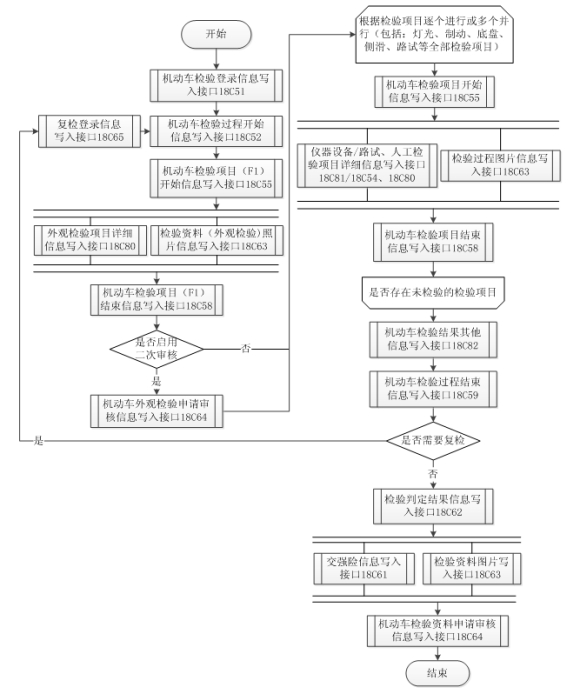 开始
机动车检验登录信息写
入接口18C51
复检登录信息
写入接口18C65
机动车检验过程开始
信息写入接口18C52
机动车检验项目（F1）
开始信息写入接口18C55
外观检验项目详细
信息写入接口18C80
检验资料（外观检验)照
片信息写入接口18C63
机动车检验项目（F1）
结束信息写入接口18C58
是否启用
二次审核
否
是
机动车外观检验申请审
核信息写入接口18C64
根据检验项目逐个进行或多个并
行（包括：灯光、制动、底盘、
侧滑、路试等全部检验项目）
机动车检验项目开始
信息写入接口18C55
仪器设备/路试、人工检
验项目详细信息写入接口
18C81/18C54、18C80
检验过程图片信息写
入接口18C63
机动车检验项目结束
信息写入接口18C58
是否存在未检验的检验项目
机动车检验结果其他
信息写入接口18C82
机动车检验过程结束
信息写入接口18C59
是否需要复检
是
否
检验判定结果信息写
入接口18C62
交强险信息写入
接口18C61
检验资料图片写
入接口18C63
机动车检验资料申请审核
信息写入接口18C64
结束